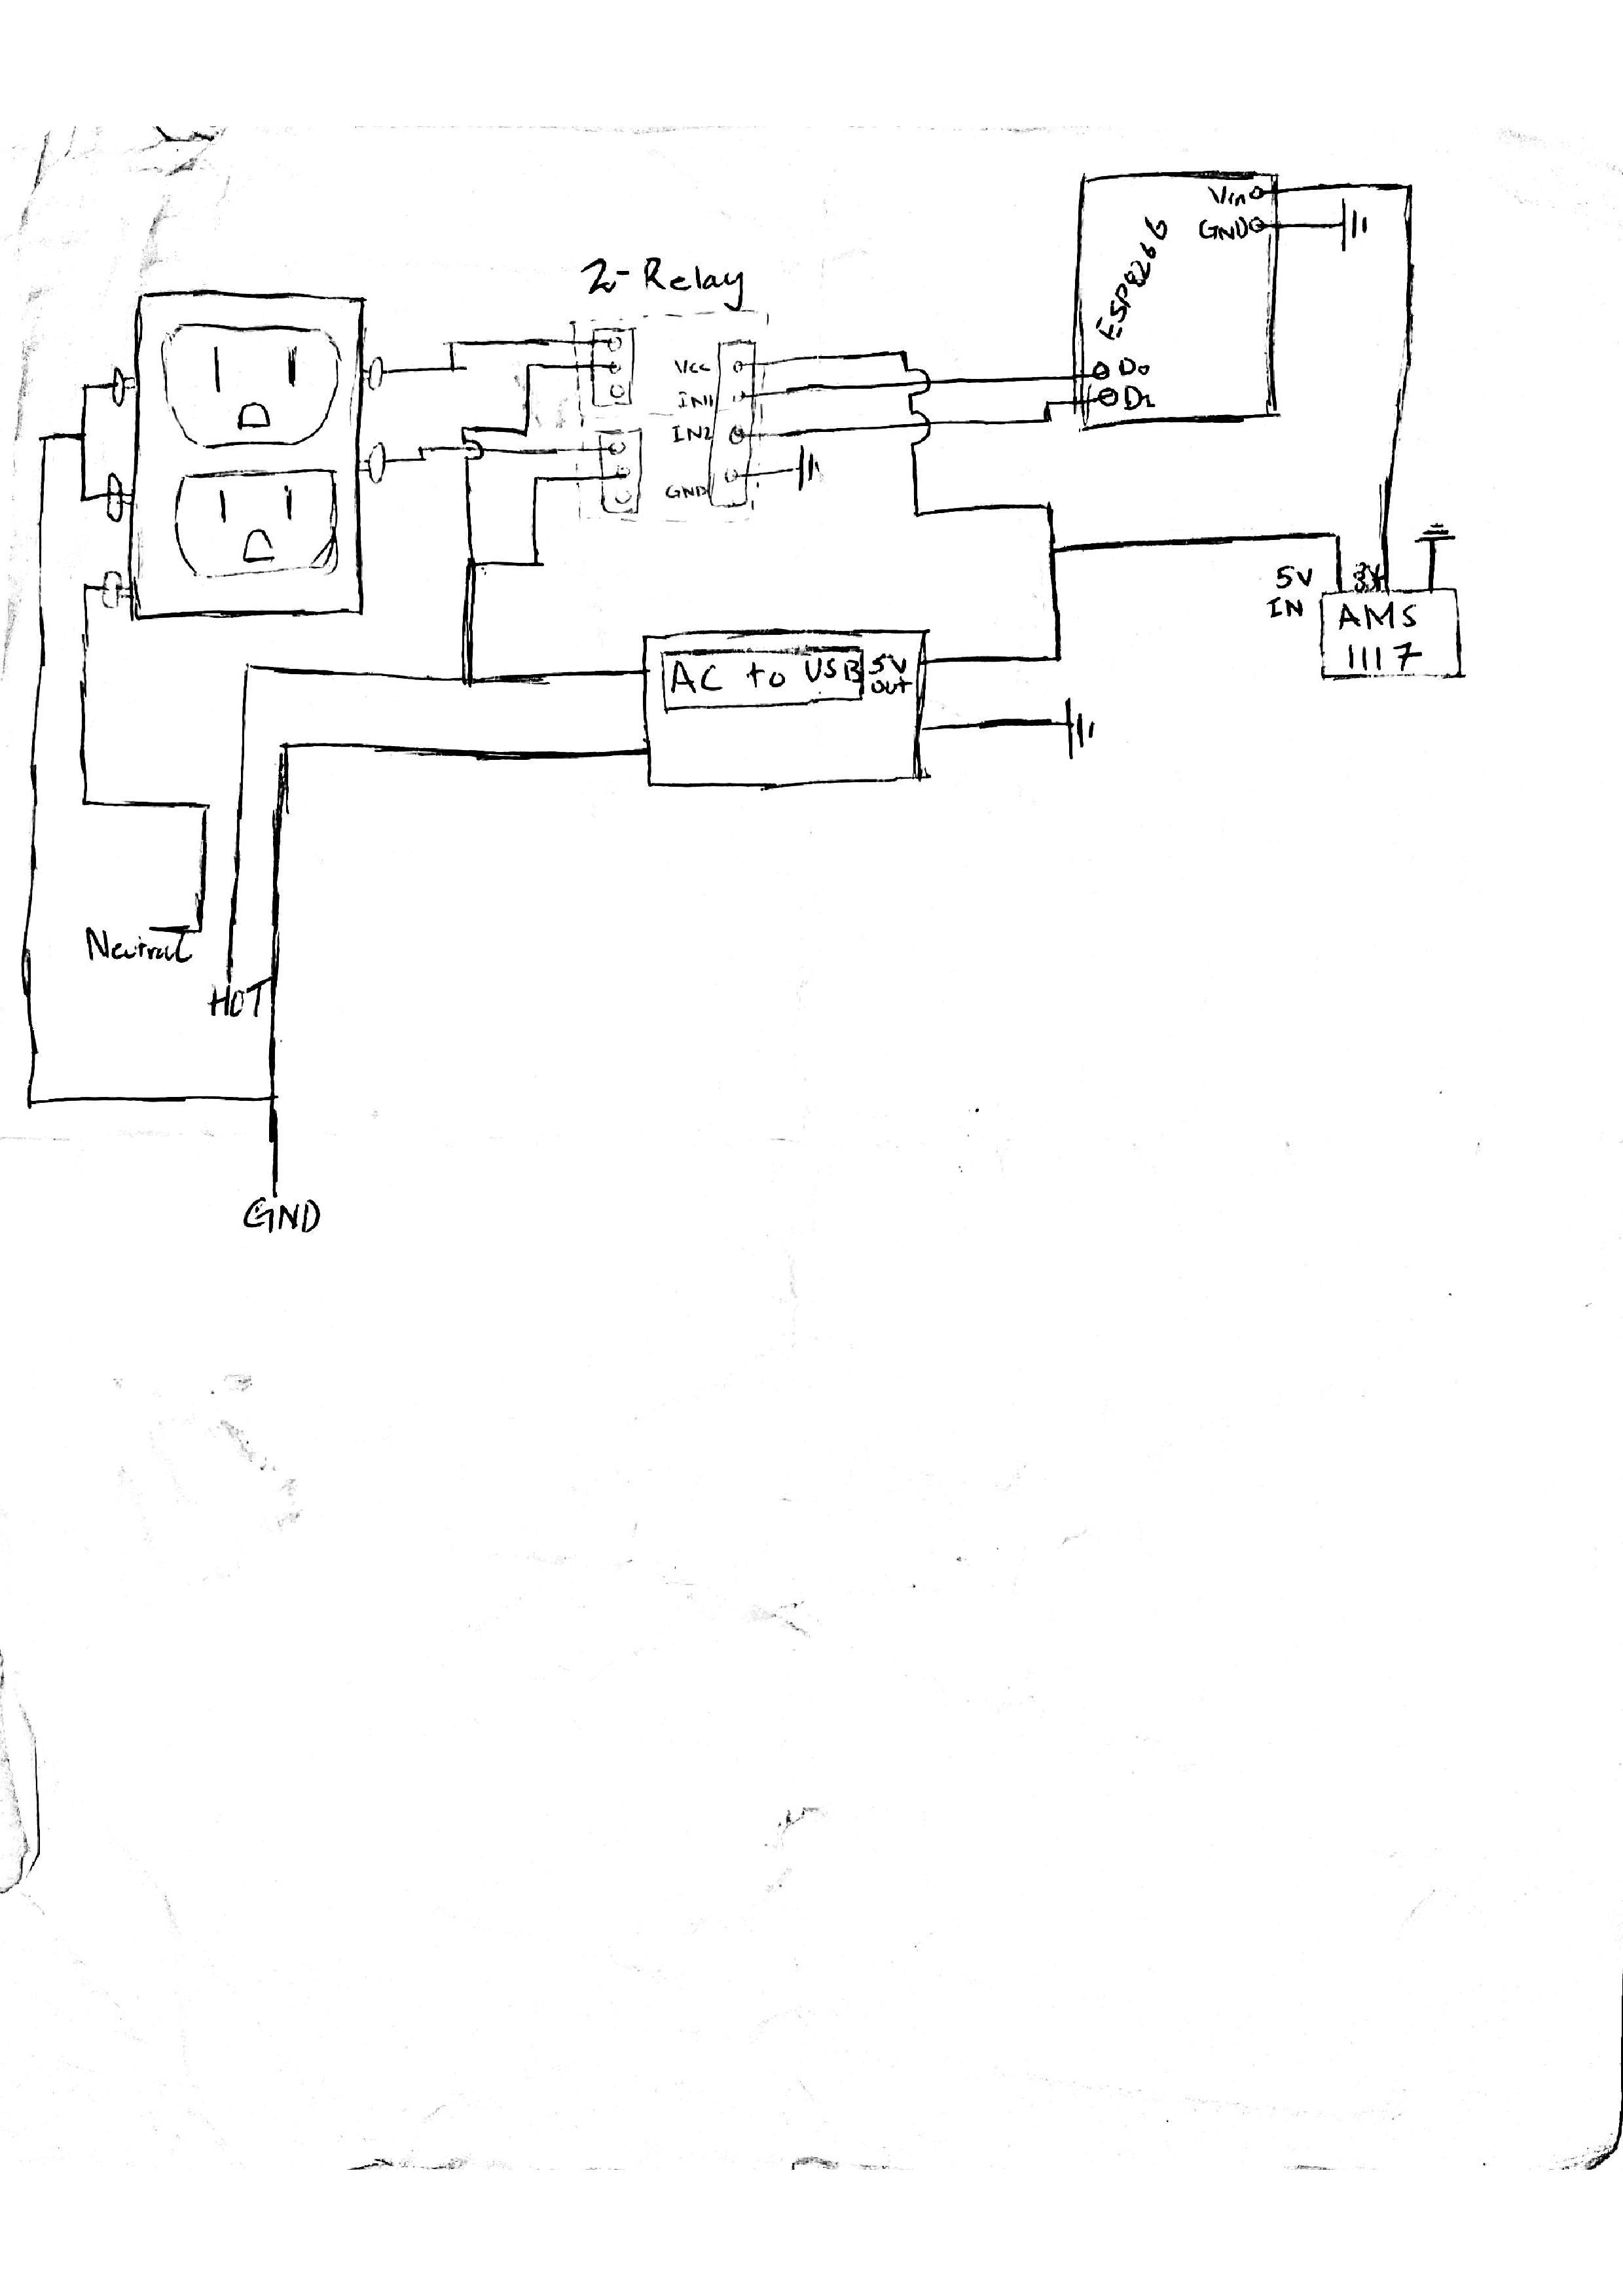 2-Relay
Vcc
IN1
IN2
GND
ESP8266
Vin
GND
D0
D1
5V
IN
AMS
1117
AC to USB
5V
out
Neutral
HOT
GND